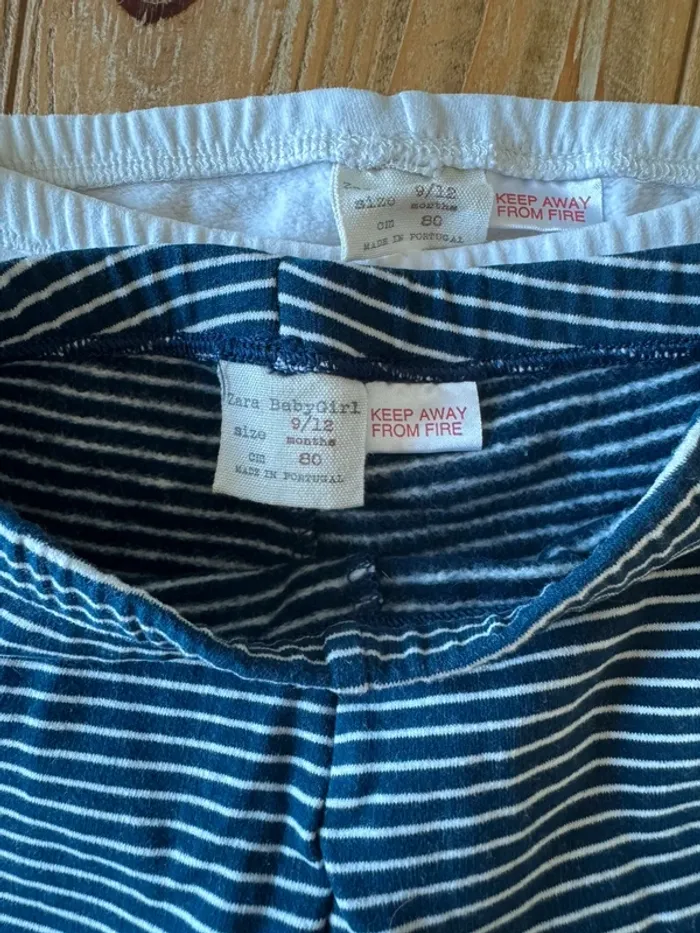 size 9/12
months
cm 80
MADE IN PORTUGAL
KEEP AWAY
FROM FIRE
Zara BabyGirl
9/12
size months
cm 80
MADE IN PORTUGAL
KEEP AWAY
FROM FIRE